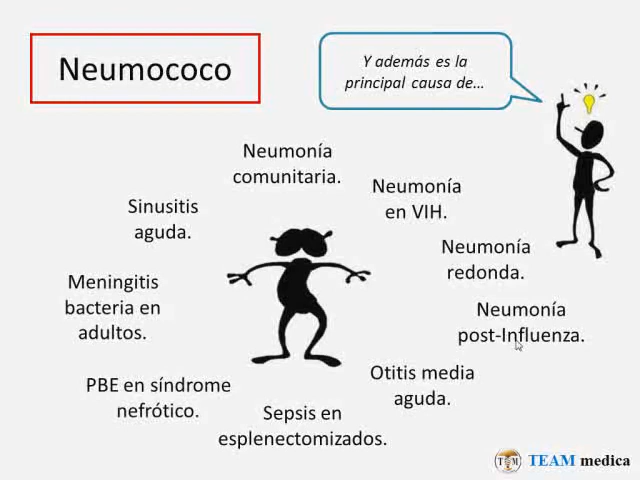 Neumococo
Y además es la
principal causa de...
Neumonía
comunitaria.
Neumonía
en VIH.
Sinusitis
aguda.
Neumonía
redonda.
Meningitis
bacteria en
adultos.
Neumonía
post-Influenza.
Otitis media
aguda.
PBE en síndrome
nefrótico.
Sepsis en
esplenectomizados.
TEAM medica